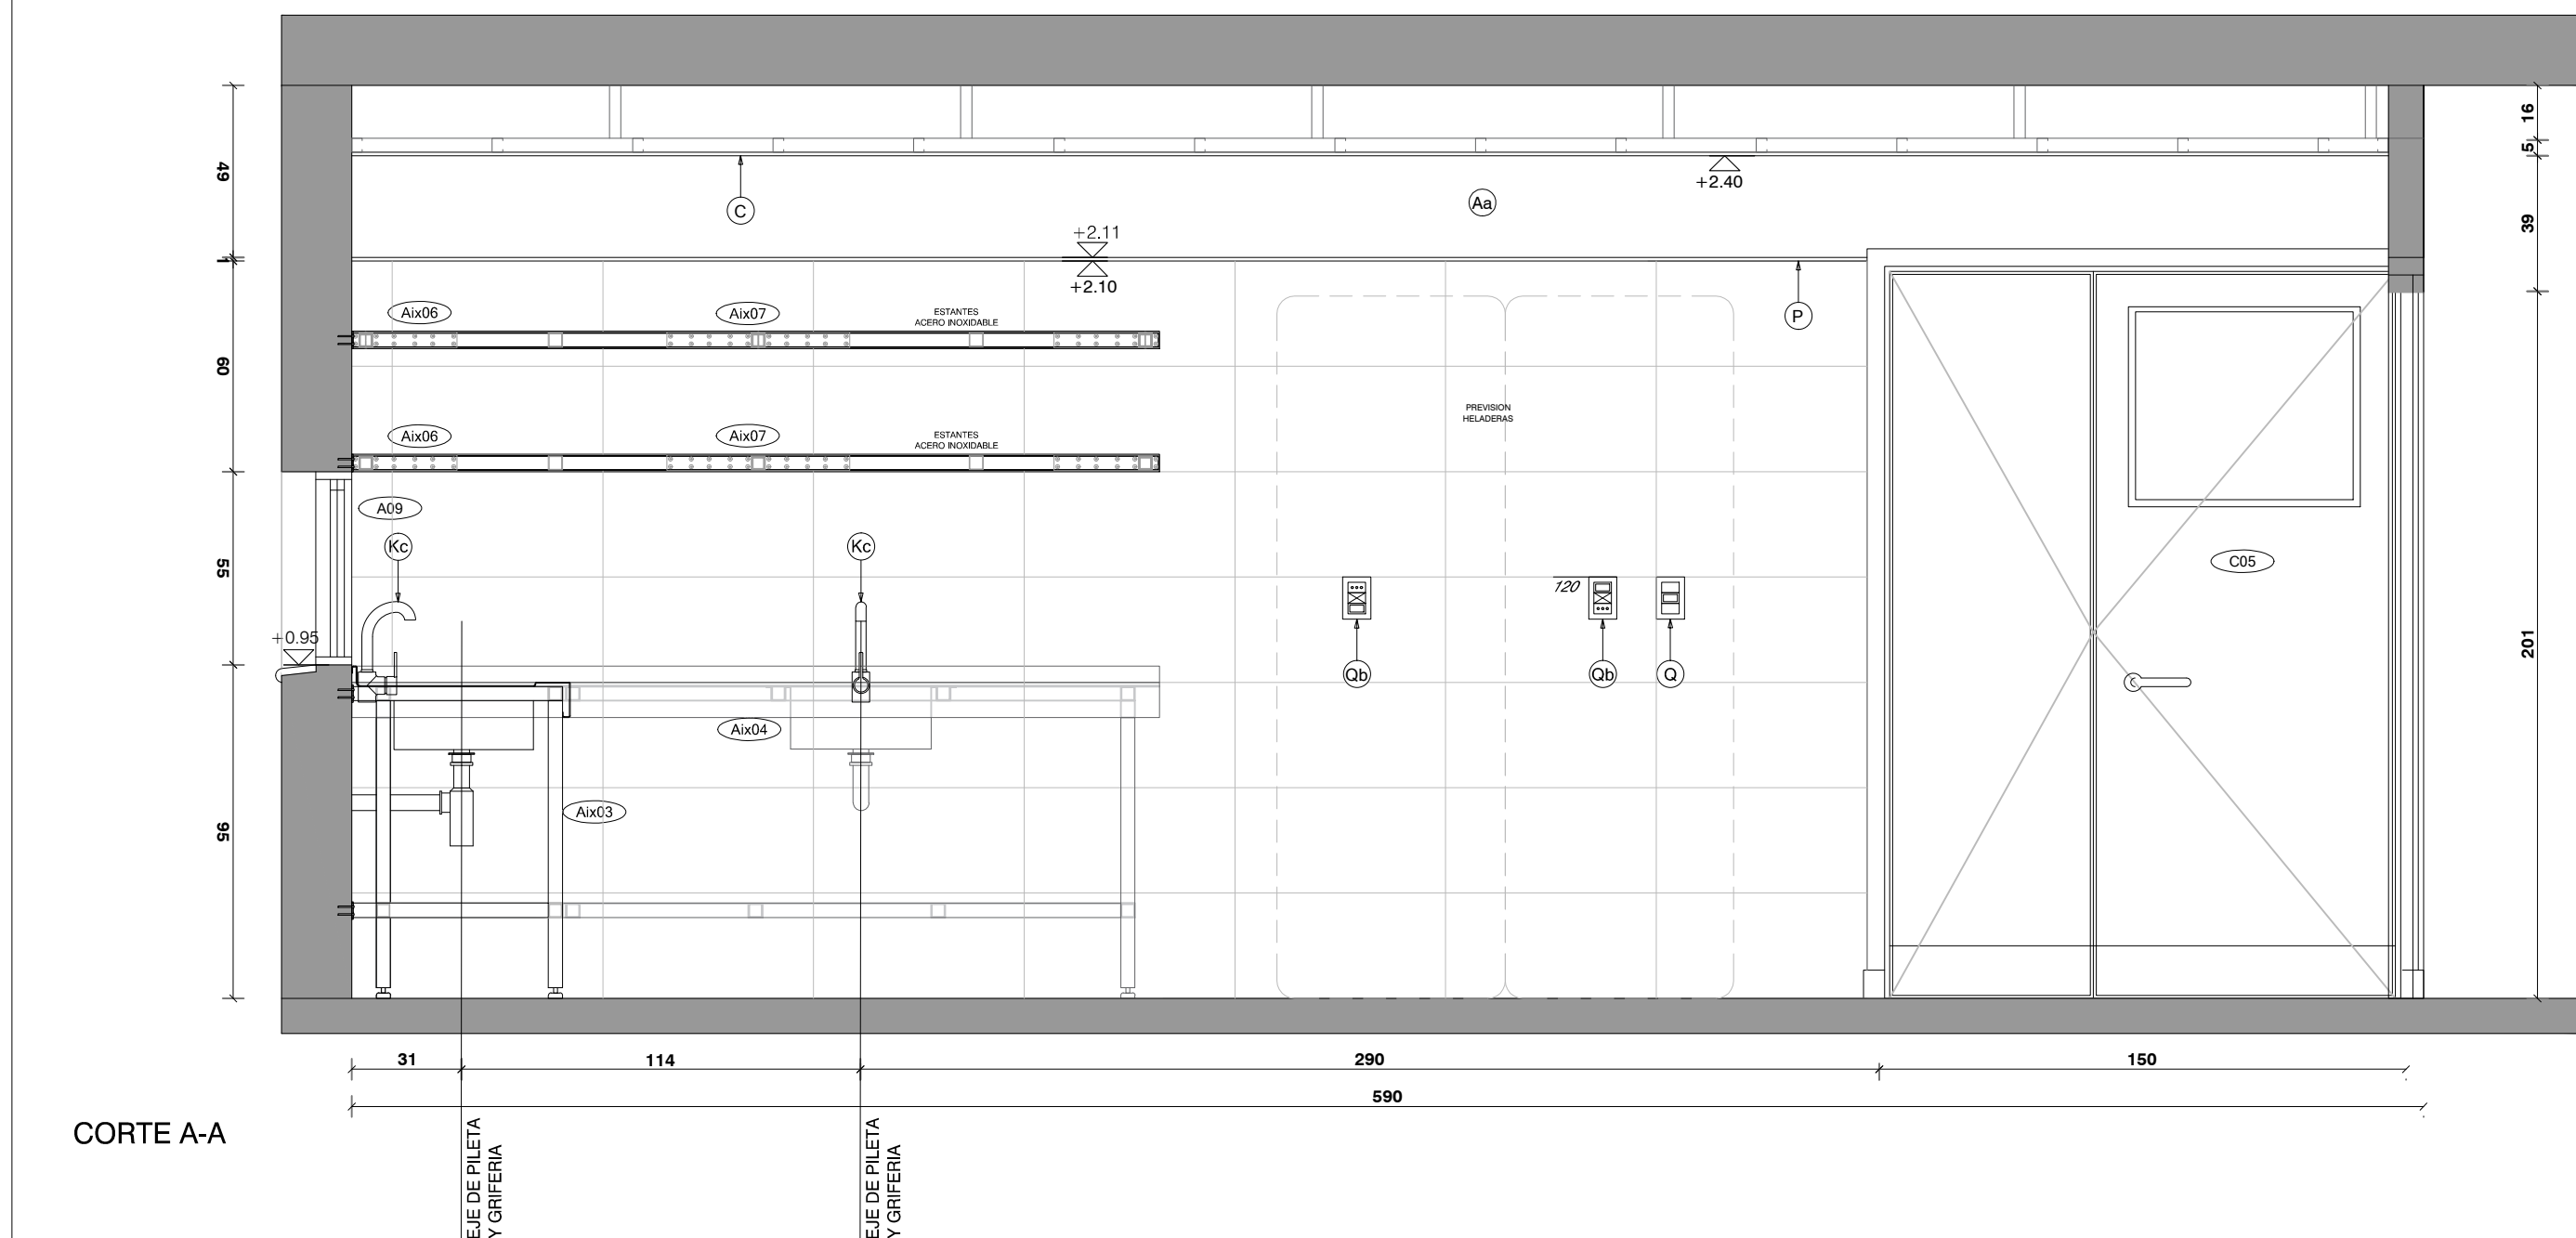 16
5
49
+2.40
C
Aa
39
+2.11
1
+2.10
Aix06
Aix07
ESTANTES
ACERO INOXIDABLE
P
60
PREVISION
HELADERAS
Aix06
Aix07
ESTANTES
ACERO INOXIDABLE
A09
Kc
Kc
55
C05
120
+0.95
201
Qb
Qb
Q
Aix04
Aix03
95
31
114
290
150
590
CORTE A-A
EJE DE PILETA
Y GRIFERIA
EJE DE PILETA
Y GRIFERIA